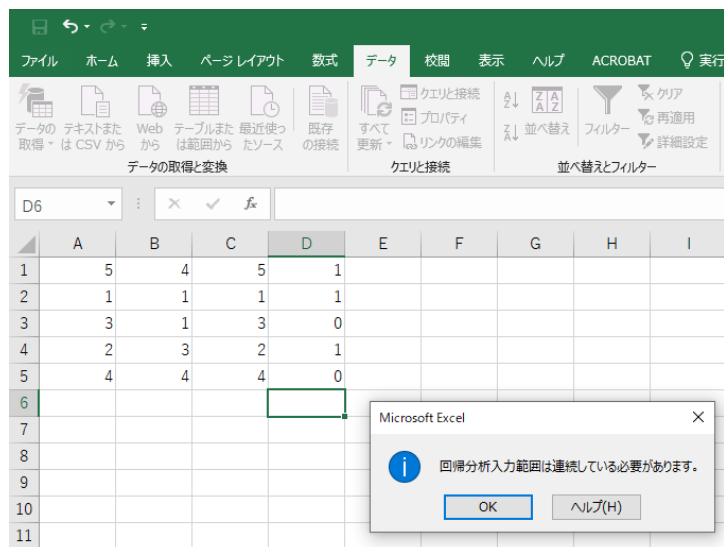 ファイル ホーム 挿入 ページ レイアウト 数式 データ 校閲 表示 ヘルプ ACROBAT 実行
データの取得 テキストまたは CSV から Web から テーブルまたは範囲から 最近使ったソース 既存の接続 すべて更新 クエリと接続 プロパティ リンクの編集 並べ替え フィルター クリア 再適用 詳細設定
データの取得と変換 クエリと接続 並べ替えとフィルター
D6 fx
A B C D E F G H I
1 5 4 5 1
2 1 1 1 1
3 3 1 3 0
4 2 3 2 1
5 4 4 4 0
6
7
8
9
10
11
Microsoft Excel
回帰分析入力範囲は連続している必要があります。
OK ヘルプ(H)